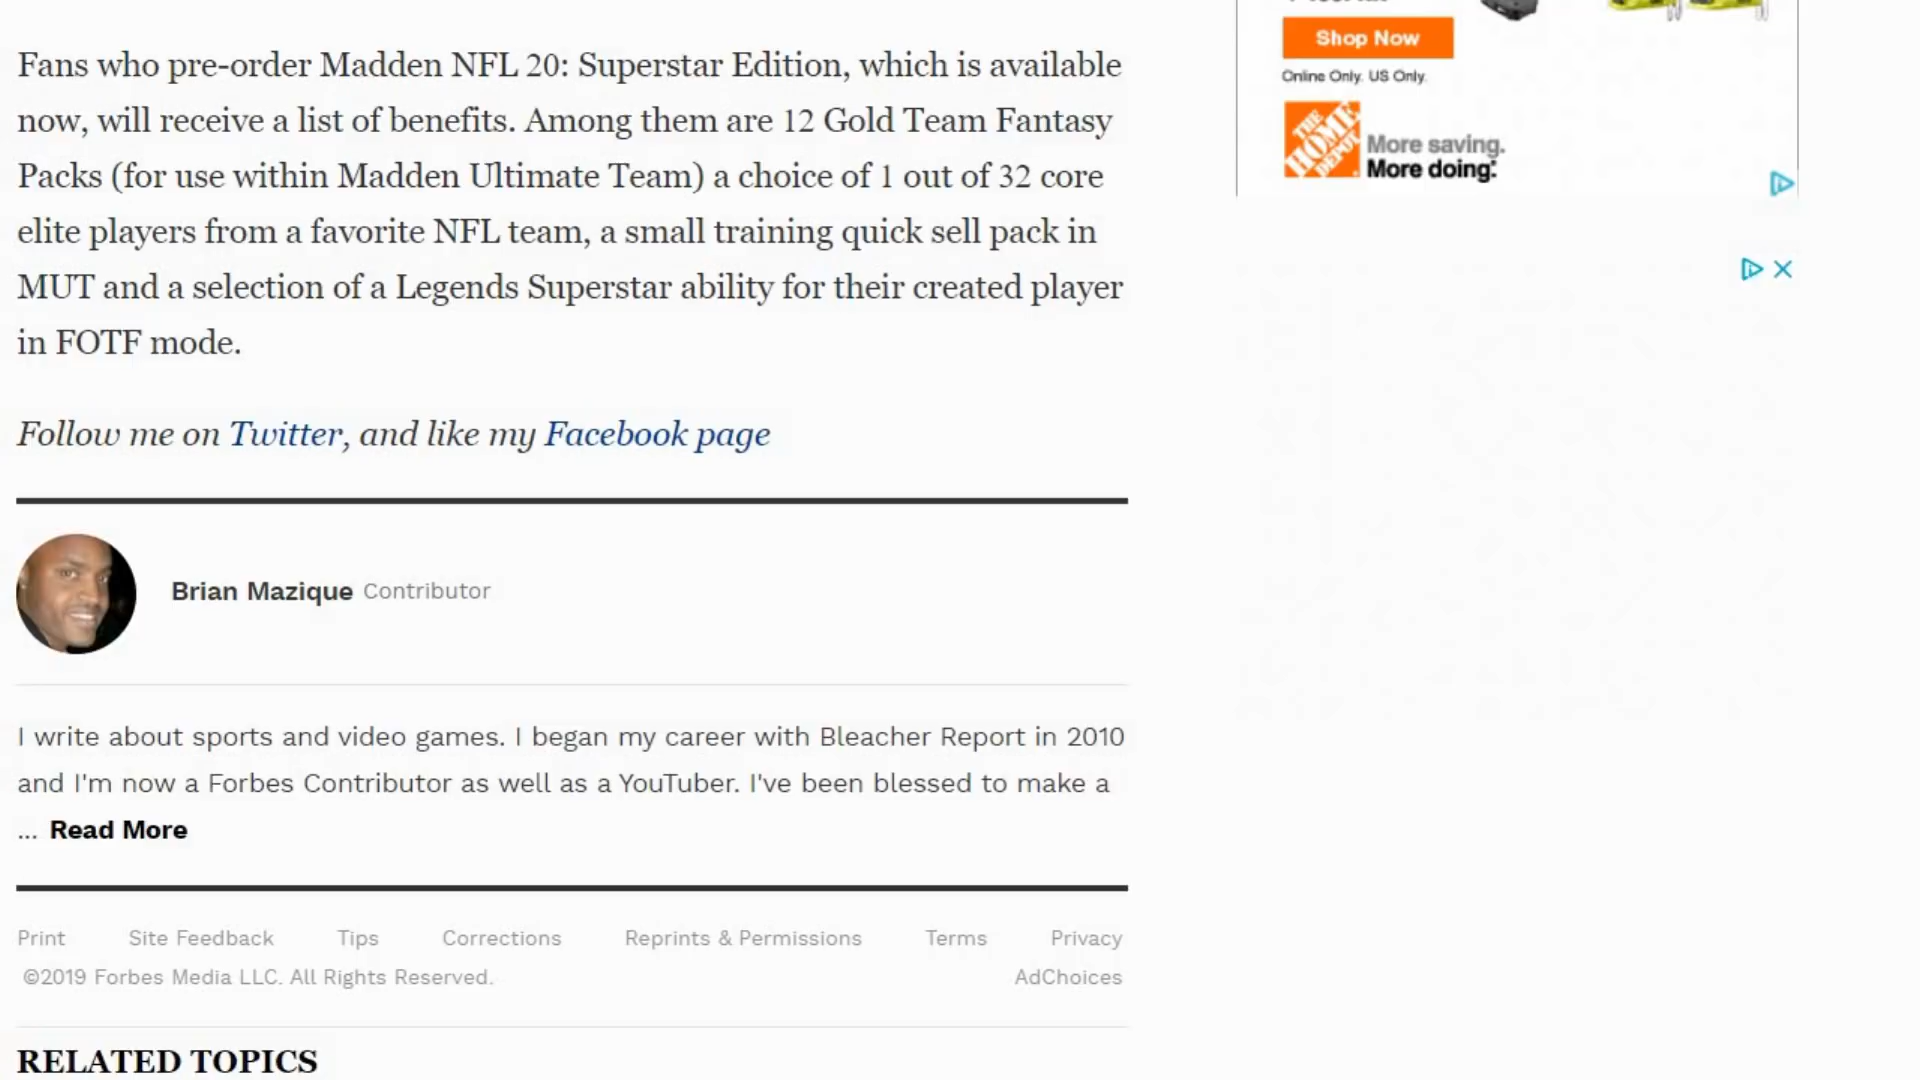 Fans who pre-order Madden NFL 20: Superstar Edition, which is available
now, will receive a list of benefits. Among them are 12 Gold Team Fantasy
Packs (for use within Madden Ultimate Team) a choice of 1 out of 32 core
elite players from a favorite NFL team, a small training quick sell pack in
MUT and a selection of a Legends Superstar ability for their created player
in FOTF mode.
Follow me on Twitter, and like my Facebook page
Brian Mazique Contributor
I write about sports and video games. I began my career with Bleacher Report in 2010
and I'm now a Forbes Contributor as well as a YouTuber. I've been blessed to make a
... Read More
Print Site Feedback Tips Corrections Reprints & Permissions Terms Privacy
©2019 Forbes Media LLC. All Rights Reserved. AdChoices
RELATED TOPICS
Shop Now
Online Only. US Only.
THE HOME DEPOT
More saving.
More doing.